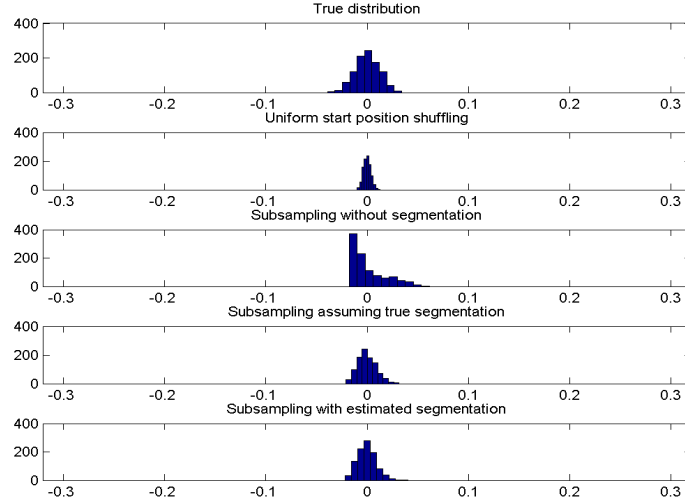 True distribution
400
200
0
-0.3 -0.2 -0.1 0 0.1 0.2 0.3
Uniform start position shuffling
400
200
0
-0.3 -0.2 -0.1 0 0.1 0.2 0.3
Subsampling without segmentation
400
200
0
-0.3 -0.2 -0.1 0 0.1 0.2 0.3
Subsampling assuming true segmentation
400
200
0
-0.3 -0.2 -0.1 0 0.1 0.2 0.3
Subsampling with estimated segmentation
400
200
0
-0.3 -0.2 -0.1 0 0.1 0.2 0.3